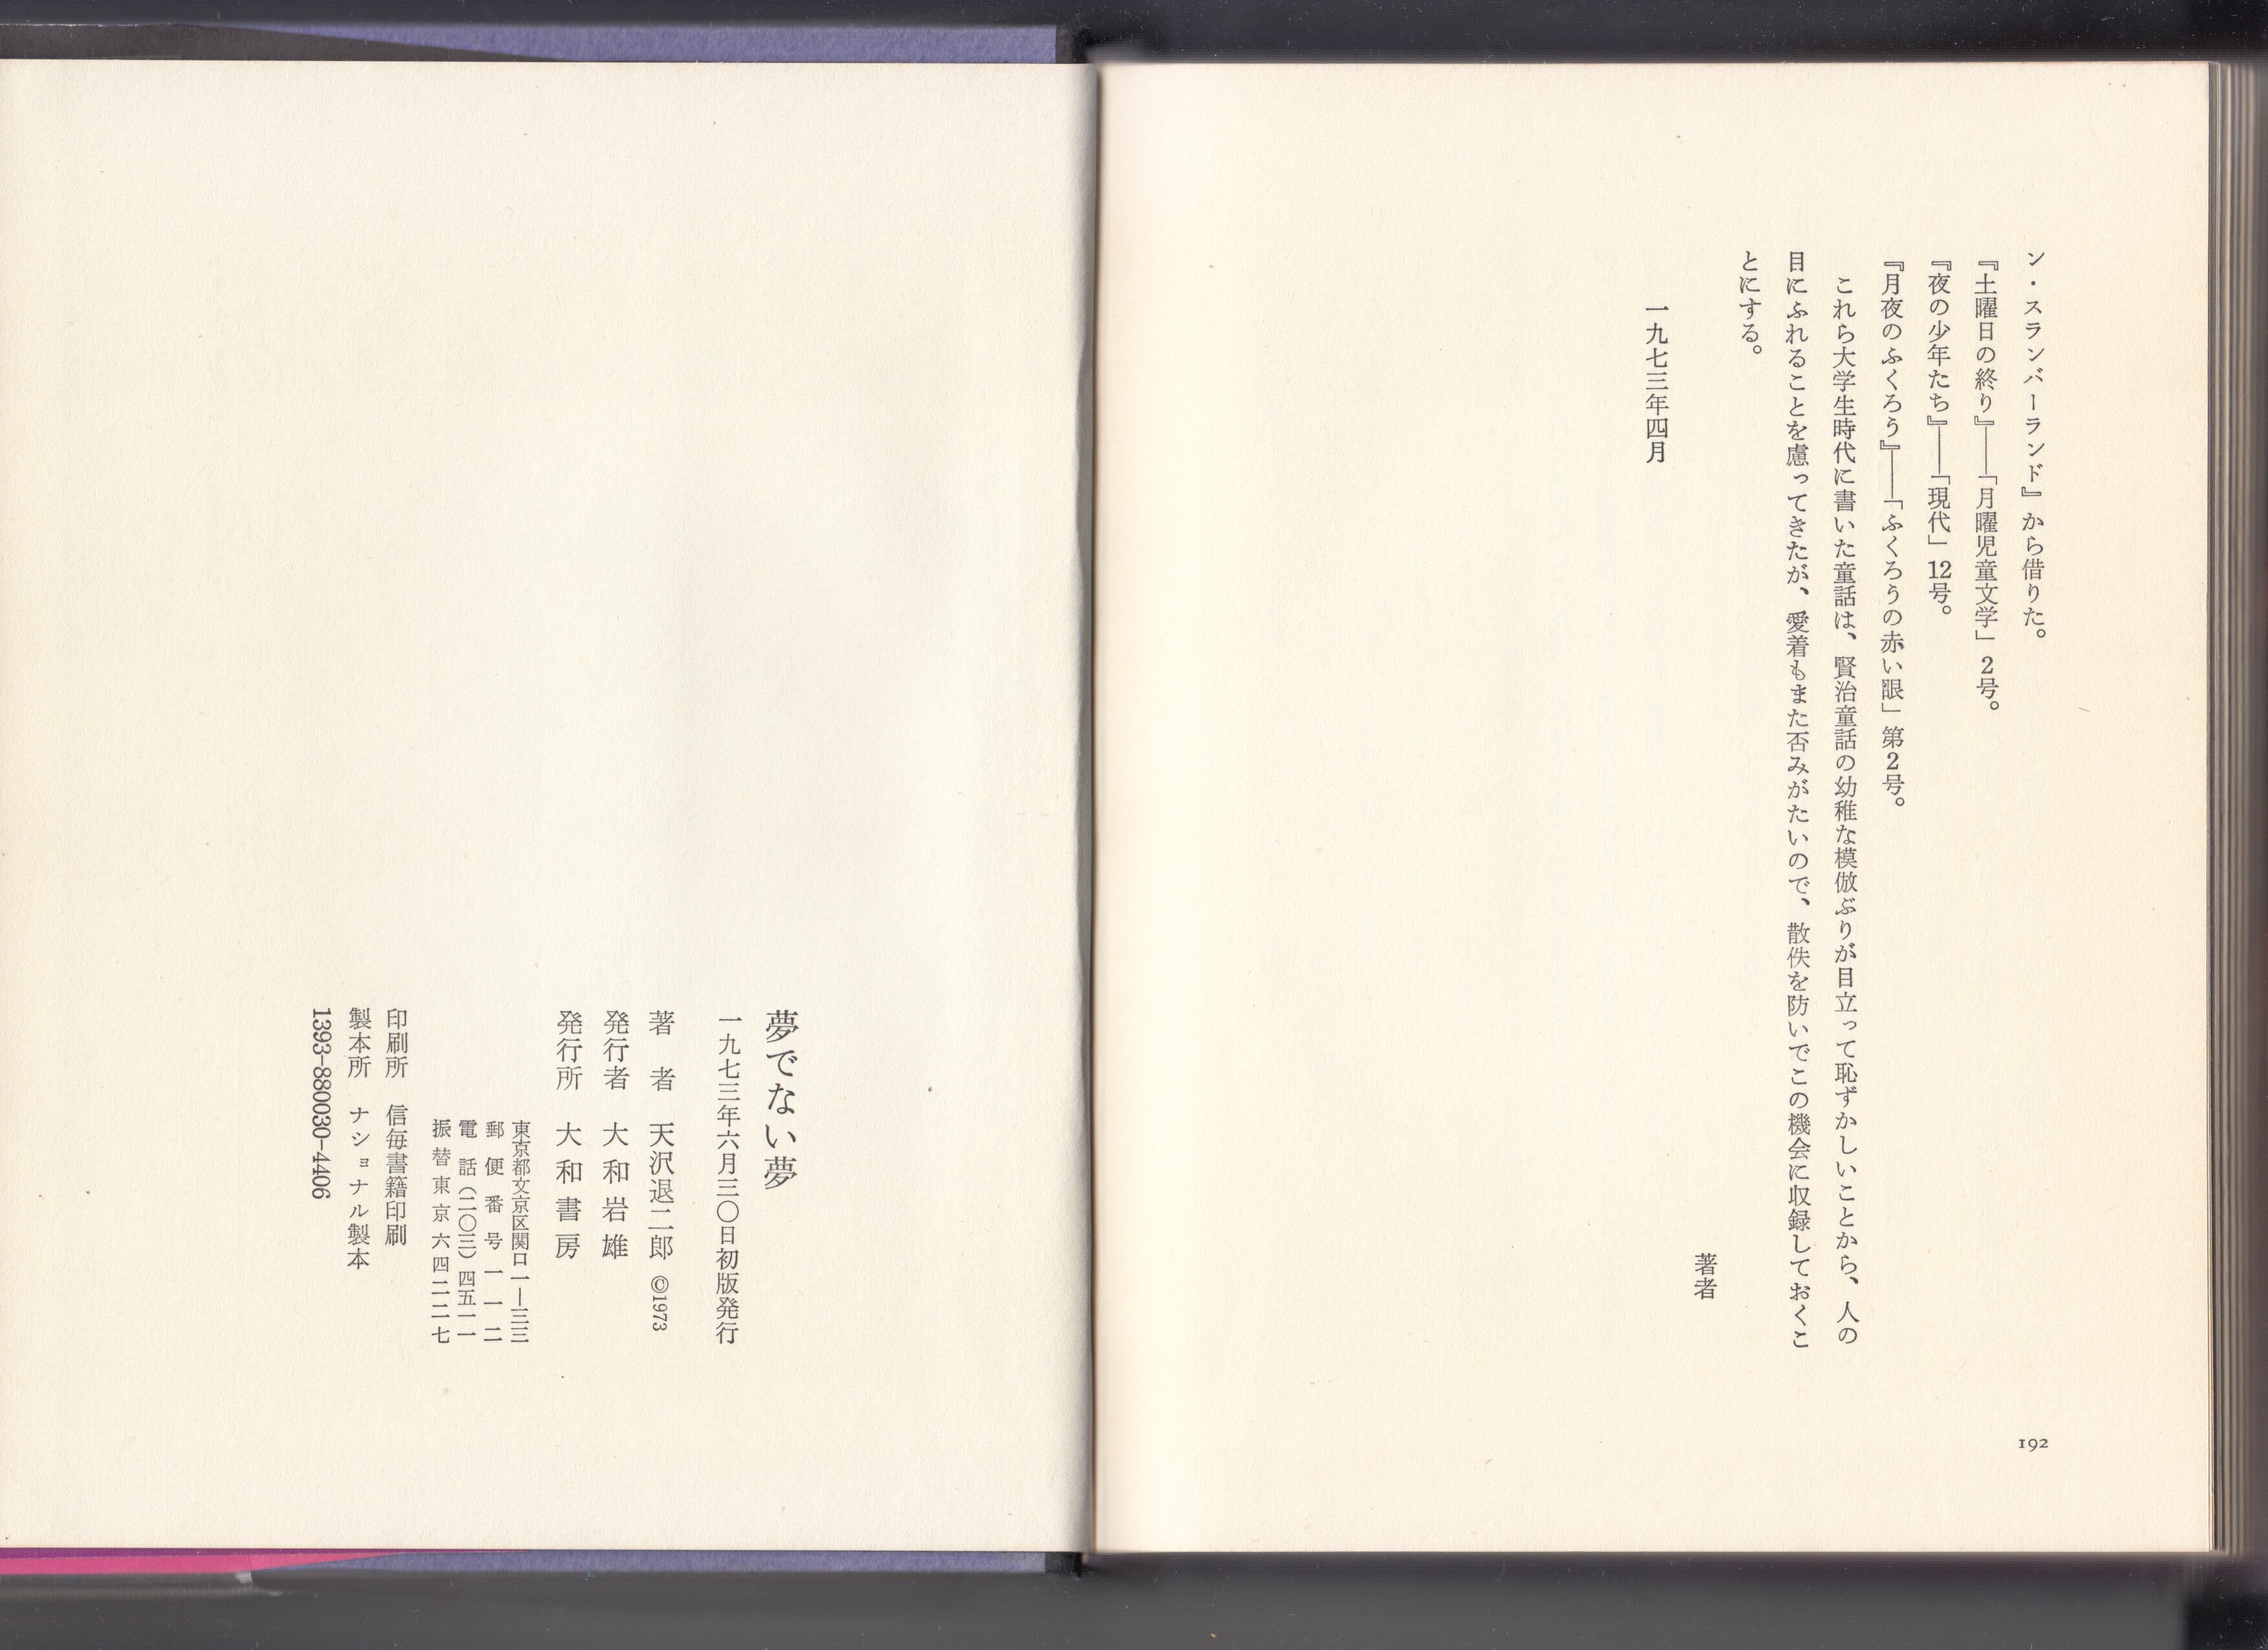 ン・スランバーランド』から借りた。
『土曜日の終り』――「月曜児童文学」2号。
『夜の少年たち』――「現代」12号。
『月夜のふくろう』――「ふくろうの赤い眼」第2号。
これら大学生時代に書いた童話は、賢治童話の幼稚な模倣ぶりが目立って恥ずかしいことから、人の
目にふれることを慮ってきたが、愛着もまた否みがたいので、散佚を防いでこの機会に収録しておくこ
とにする。
著者
一九七三年四月
192
夢でない夢
一九七三年六月三〇日初版発行
著　者　天沢退二郎 ©1973
発行者　大和岩雄
発行所　大和書房
東京都文京区関口一―三三
郵便番号一一二
電話(二〇三)四五一一
振替東京六四二二七
印刷所　信毎書籍印刷
製本所　ナショナル製本
1393-880030-4406